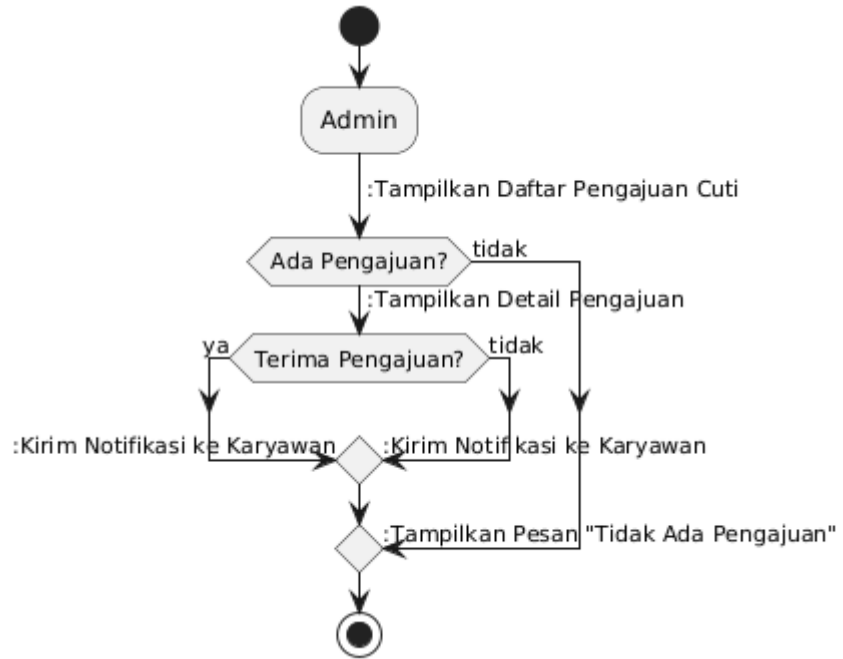 Admin
:Tampilkan Daftar Pengajuan Cuti
Ada Pengajuan?
tidak
:Tampilkan Detail Pengajuan
ya
Terima Pengajuan?
tidak
:Kirim Notifikasi ke Karyawan
:Kirim Notifikasi ke Karyawan
:Tampilkan Pesan "Tidak Ada Pengajuan"